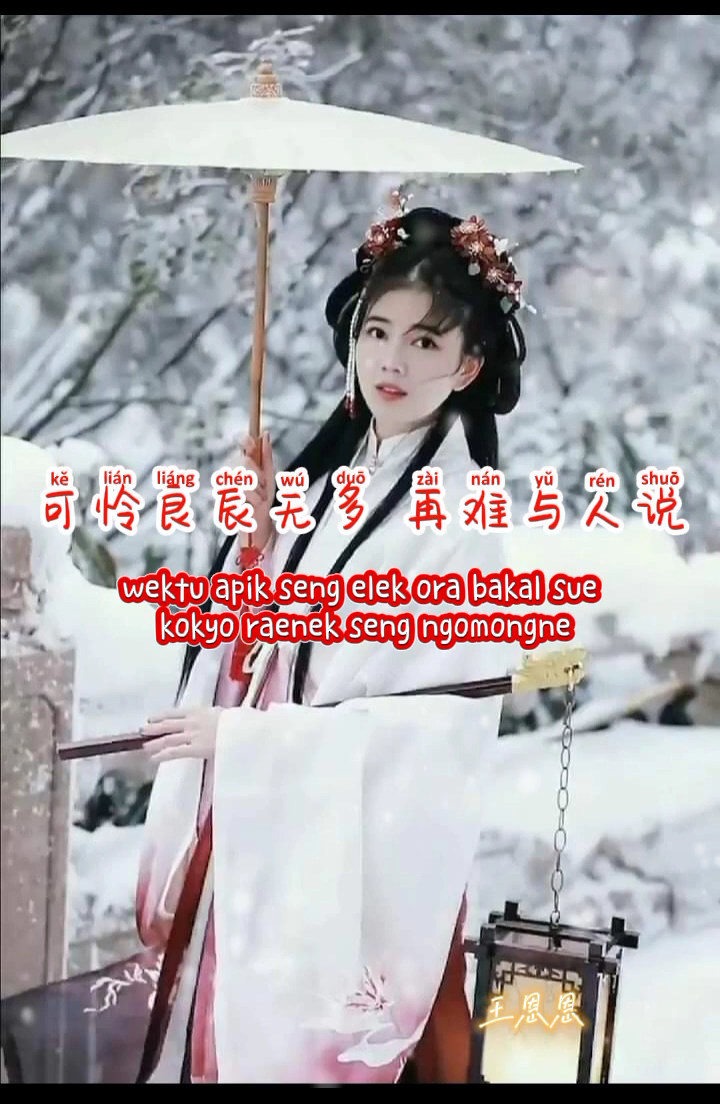 kě lián liáng chén wú duō zài nán yǔ rén shuō
可怜良辰无多 再难与人说
wektu apik seng elek ora bakal sue
kokyo raenek seng ngomongne
王恩恩